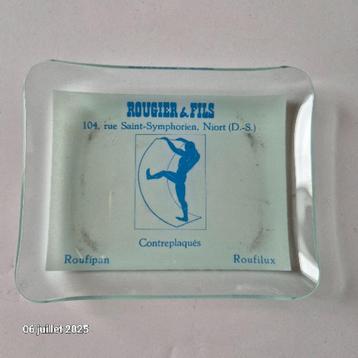 ROUGIER & FILS
104, rue Saint-Symphorien, Niort (D.-S.)
Contreplaqués
Roufipan Roufilux
06 juillet 2025